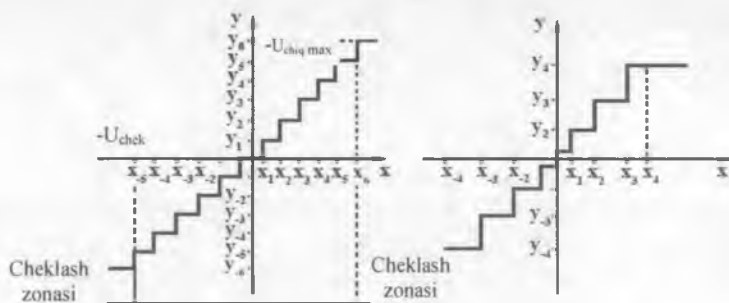 y
y₆
-Uchiq max
y₅
y₄
y₃
y₂
y₁
-Uchek
x₋₅ x₋₄ x₋₃ x₋₂
x₁ x₂ x₃ x₄ x₅ x₆ x
y₋₂
y₋₃
y₋₄
y₋₅
Cheklash
zonasi
y
y₄
y₃
y₂
x₋₄ x₋₃ x₋₂
x₁ x₂ x₃ x₄ x
y₋₂
y₋₃
y₋₄
Cheklash
zonasi